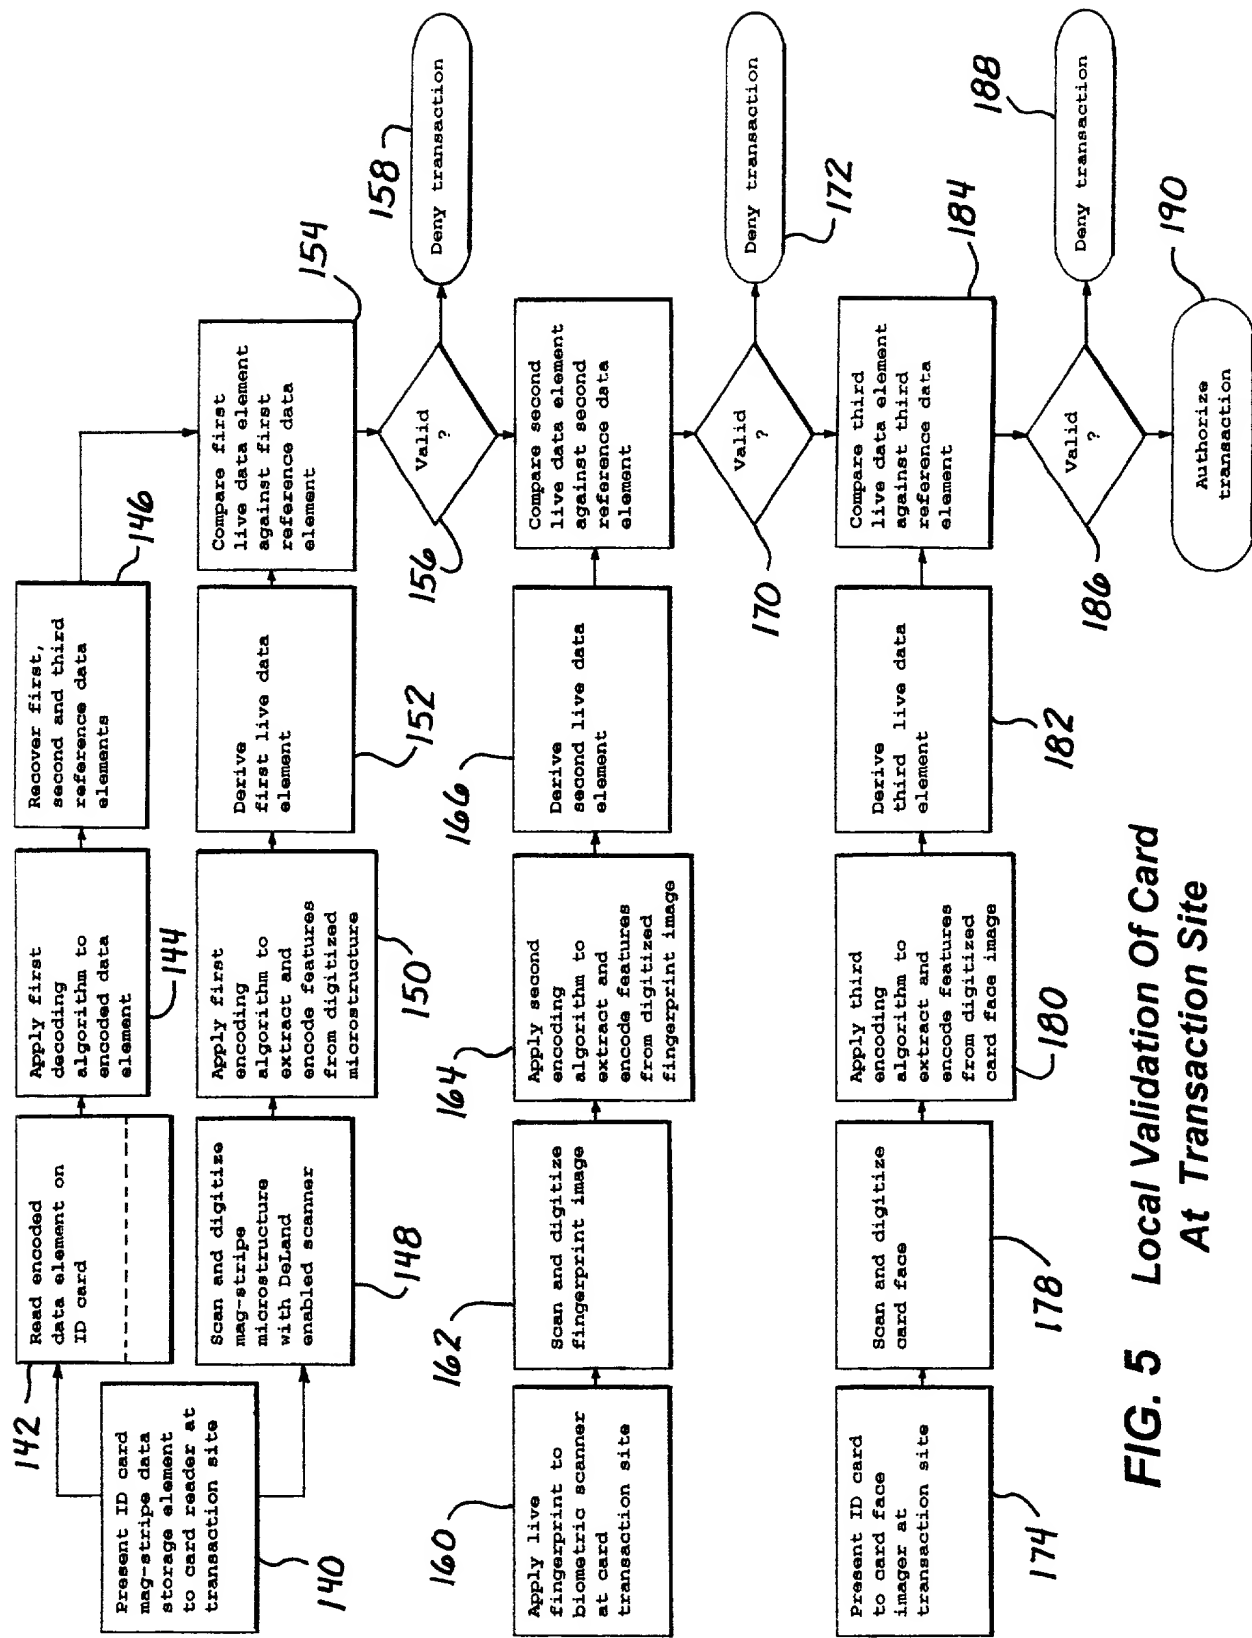 Present ID card
mag-stripe data
storage element
to card reader at
transaction site
140
142
Read encoded
data element on
ID card
Apply first
decoding
algorithm to
encoded data
element
144
Recover first,
second and third
reference data
elements
146
Scan and digitize
mag-stripe
microstructure
with DeLand
enabled scanner
148
Apply first
encoding
algorithm to
extract and
encode features
from digitized
microstructure
150
Derive
first live data
element
152
Compare first
live data element
against first
reference data
element
154
Valid
?
156
Deny transaction
158
Apply live
fingerprint to
biometric scanner
at card
transaction site
160
Scan and digitize
fingerprint image
162
Apply second
encoding
algorithm to
extract and
encode features
from digitized
fingerprint image
164
Derive
second live data
element
166
Compare second
live data element
against second
reference data
element
Valid
?
170
Deny transaction
172
Present ID card
to card face
imager at
transaction site
174
Scan and digitize
card face
178
Apply third
encoding
algorithm to
extract and
encode features
from digitized
card face image
180
Derive
third live data
element
182
Compare third
live data element
against third
reference data
element
184
Valid
?
186
Deny transaction
188
Authorize
transaction
190
FIG. 5 Local Validation Of Card
At Transaction Site